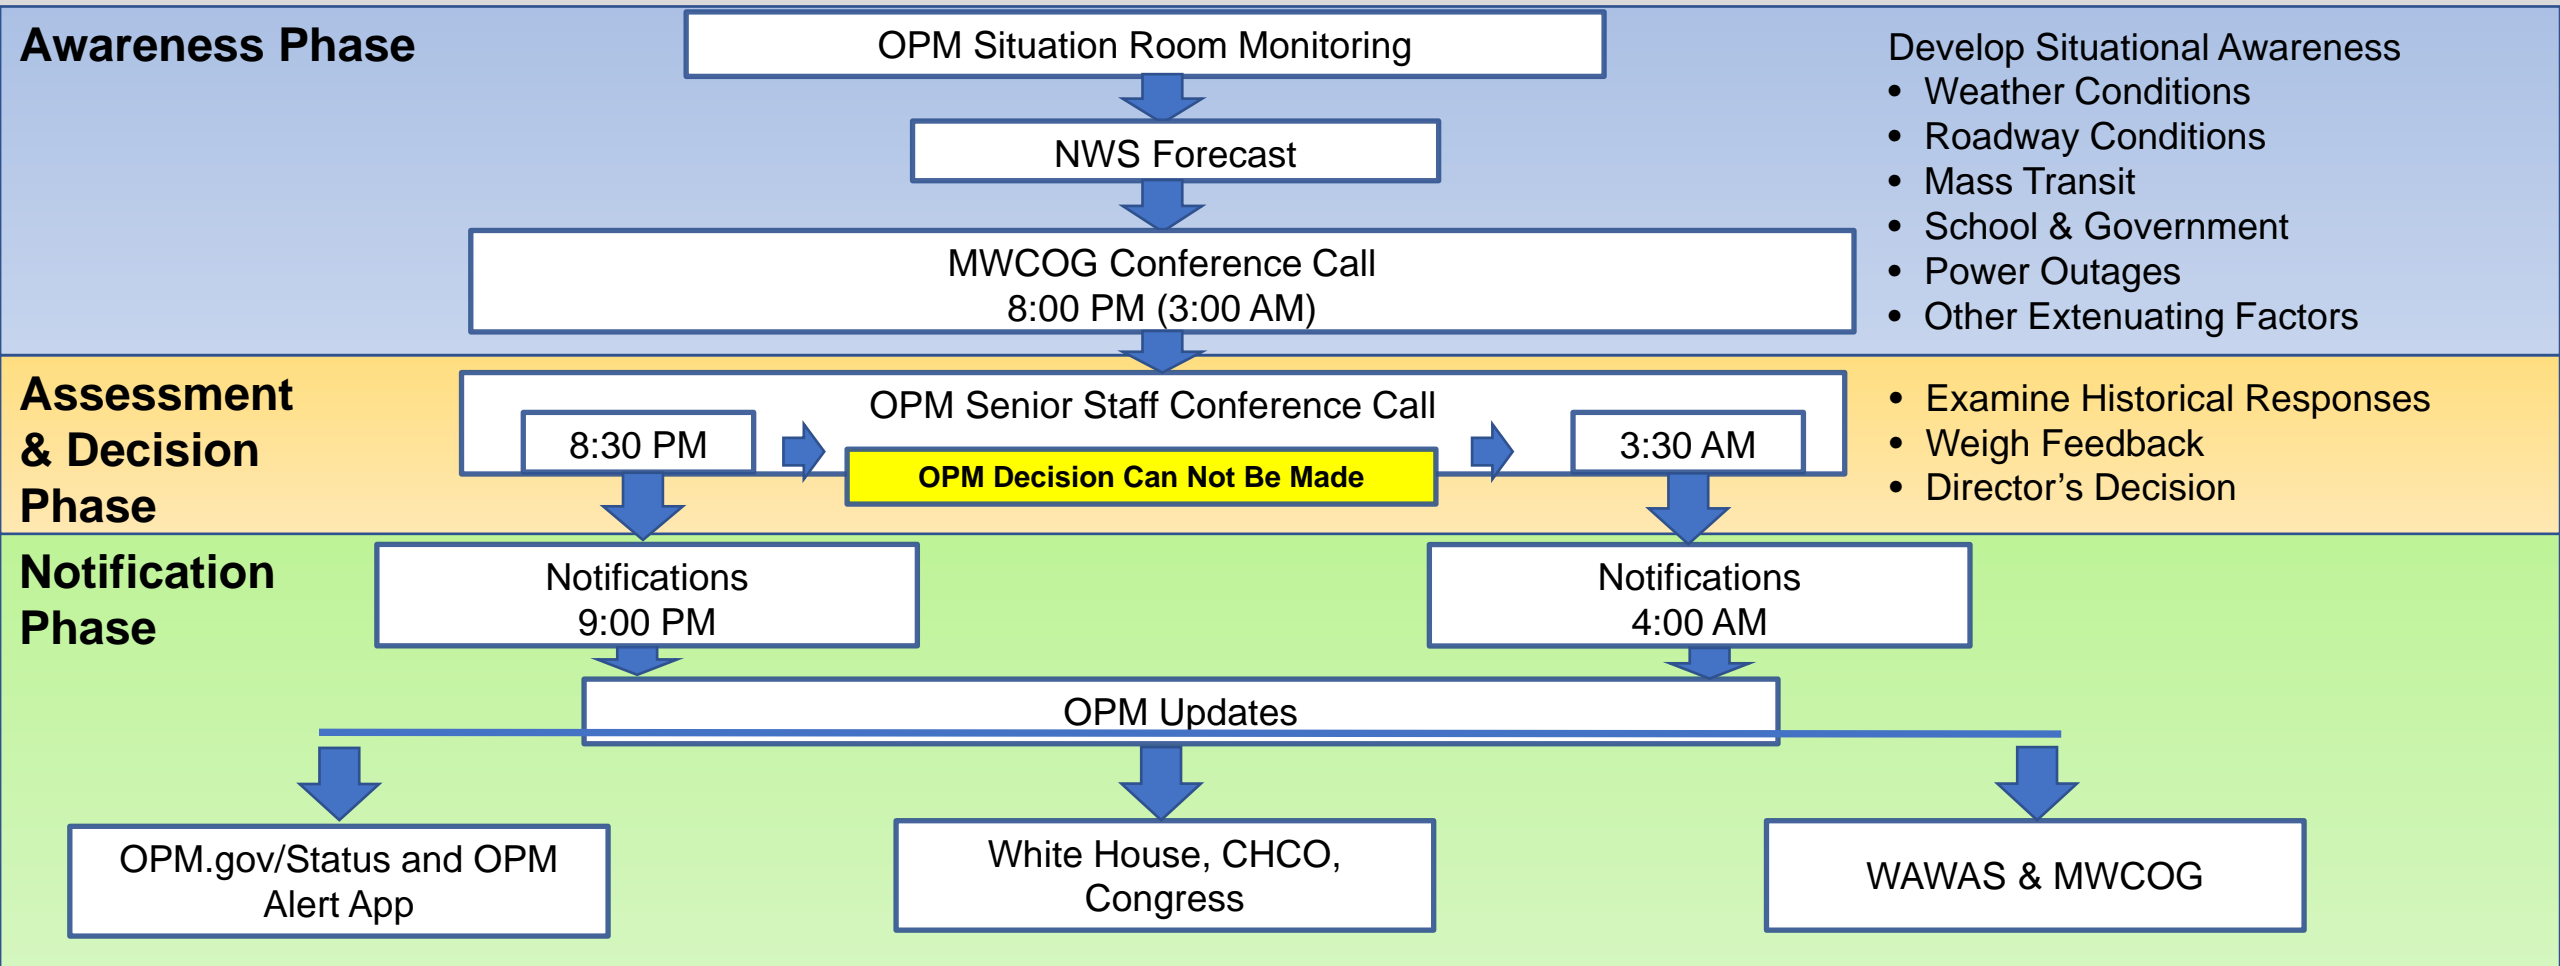 Awareness Phase
OPM Situation Room Monitoring
NWS Forecast
MWCOG Conference Call
8:00 PM (3:00 AM)
Develop Situational Awareness
• Weather Conditions
• Roadway Conditions
• Mass Transit
• School & Government
• Power Outages
• Other Extenuating Factors
Assessment
& Decision
Phase
OPM Senior Staff Conference Call
8:30 PM
OPM Decision Can Not Be Made
3:30 AM
• Examine Historical Responses
• Weigh Feedback
• Director’s Decision
Notification
Phase
Notifications
9:00 PM
Notifications
4:00 AM
OPM Updates
OPM.gov/Status and OPM
Alert App
White House, CHCO,
Congress
WAWAS & MWCOG